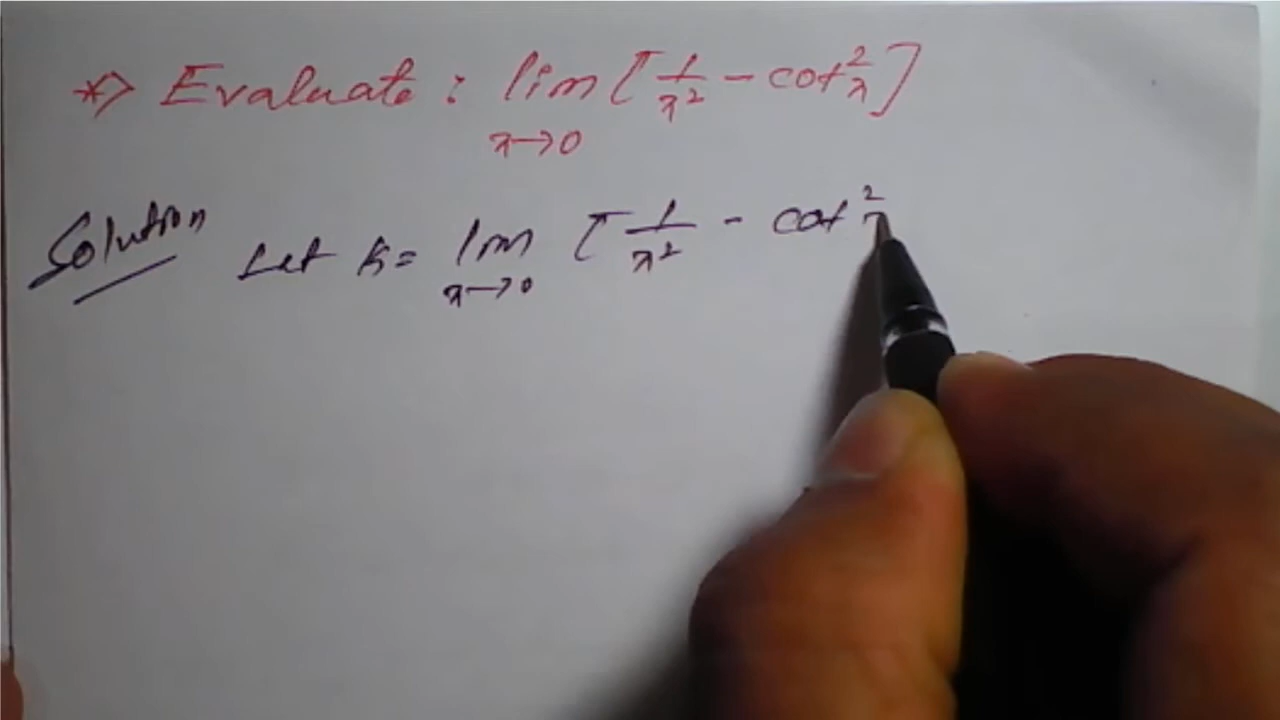 *⇒ Evaluate : lim [1/x² - cot²x]
x→0
Solution Let K = lim [1/x² - cot²x
x→0